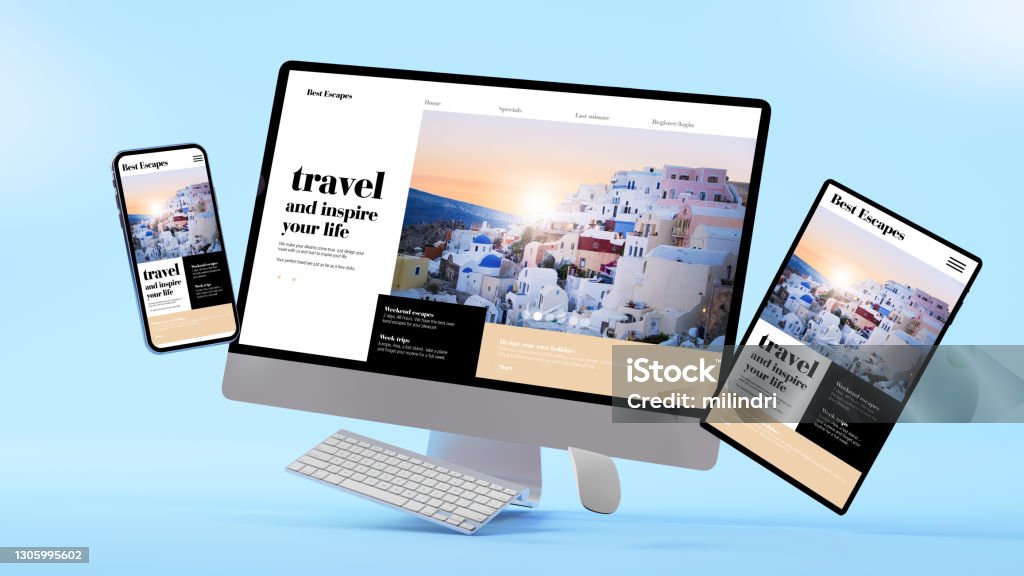 Best Escapes
Home
Specials
Last minute
Register/login
travel
and inspire
your life
We make your dreams come true. Just design your
travel with us and start to inspire your life
Your perfect travel are just as far as a few clicks.
Weekend escapes
2 days, 48 hours. We have the best week-
kend escapes for your pleasure.
Week trips
Europe, Asia, a lost island - take a place
and forget your routine for a full week.
Design your own holidays
Start
Best Escapes
travel
and inspire
your life
Weekend escapes
Week trips
Best Escapes
travel
and inspire
your life
Weekend escapes
Week trips
iStock™
Credit: milindri
1305995602